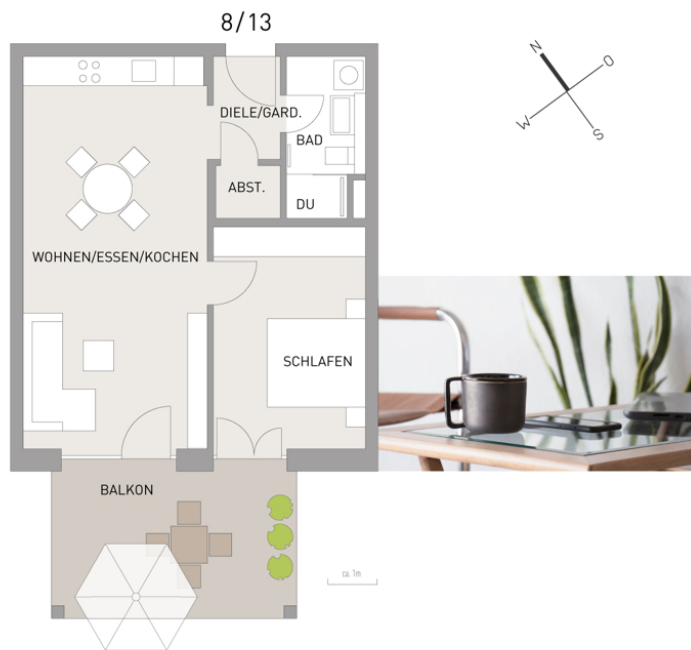 8/13
N
O
W
S
DIELE/GARD.
BAD
ABST.
DU
WOHNEN/ESSEN/KOCHEN
SCHLAFEN
BALKON
ca. 1m